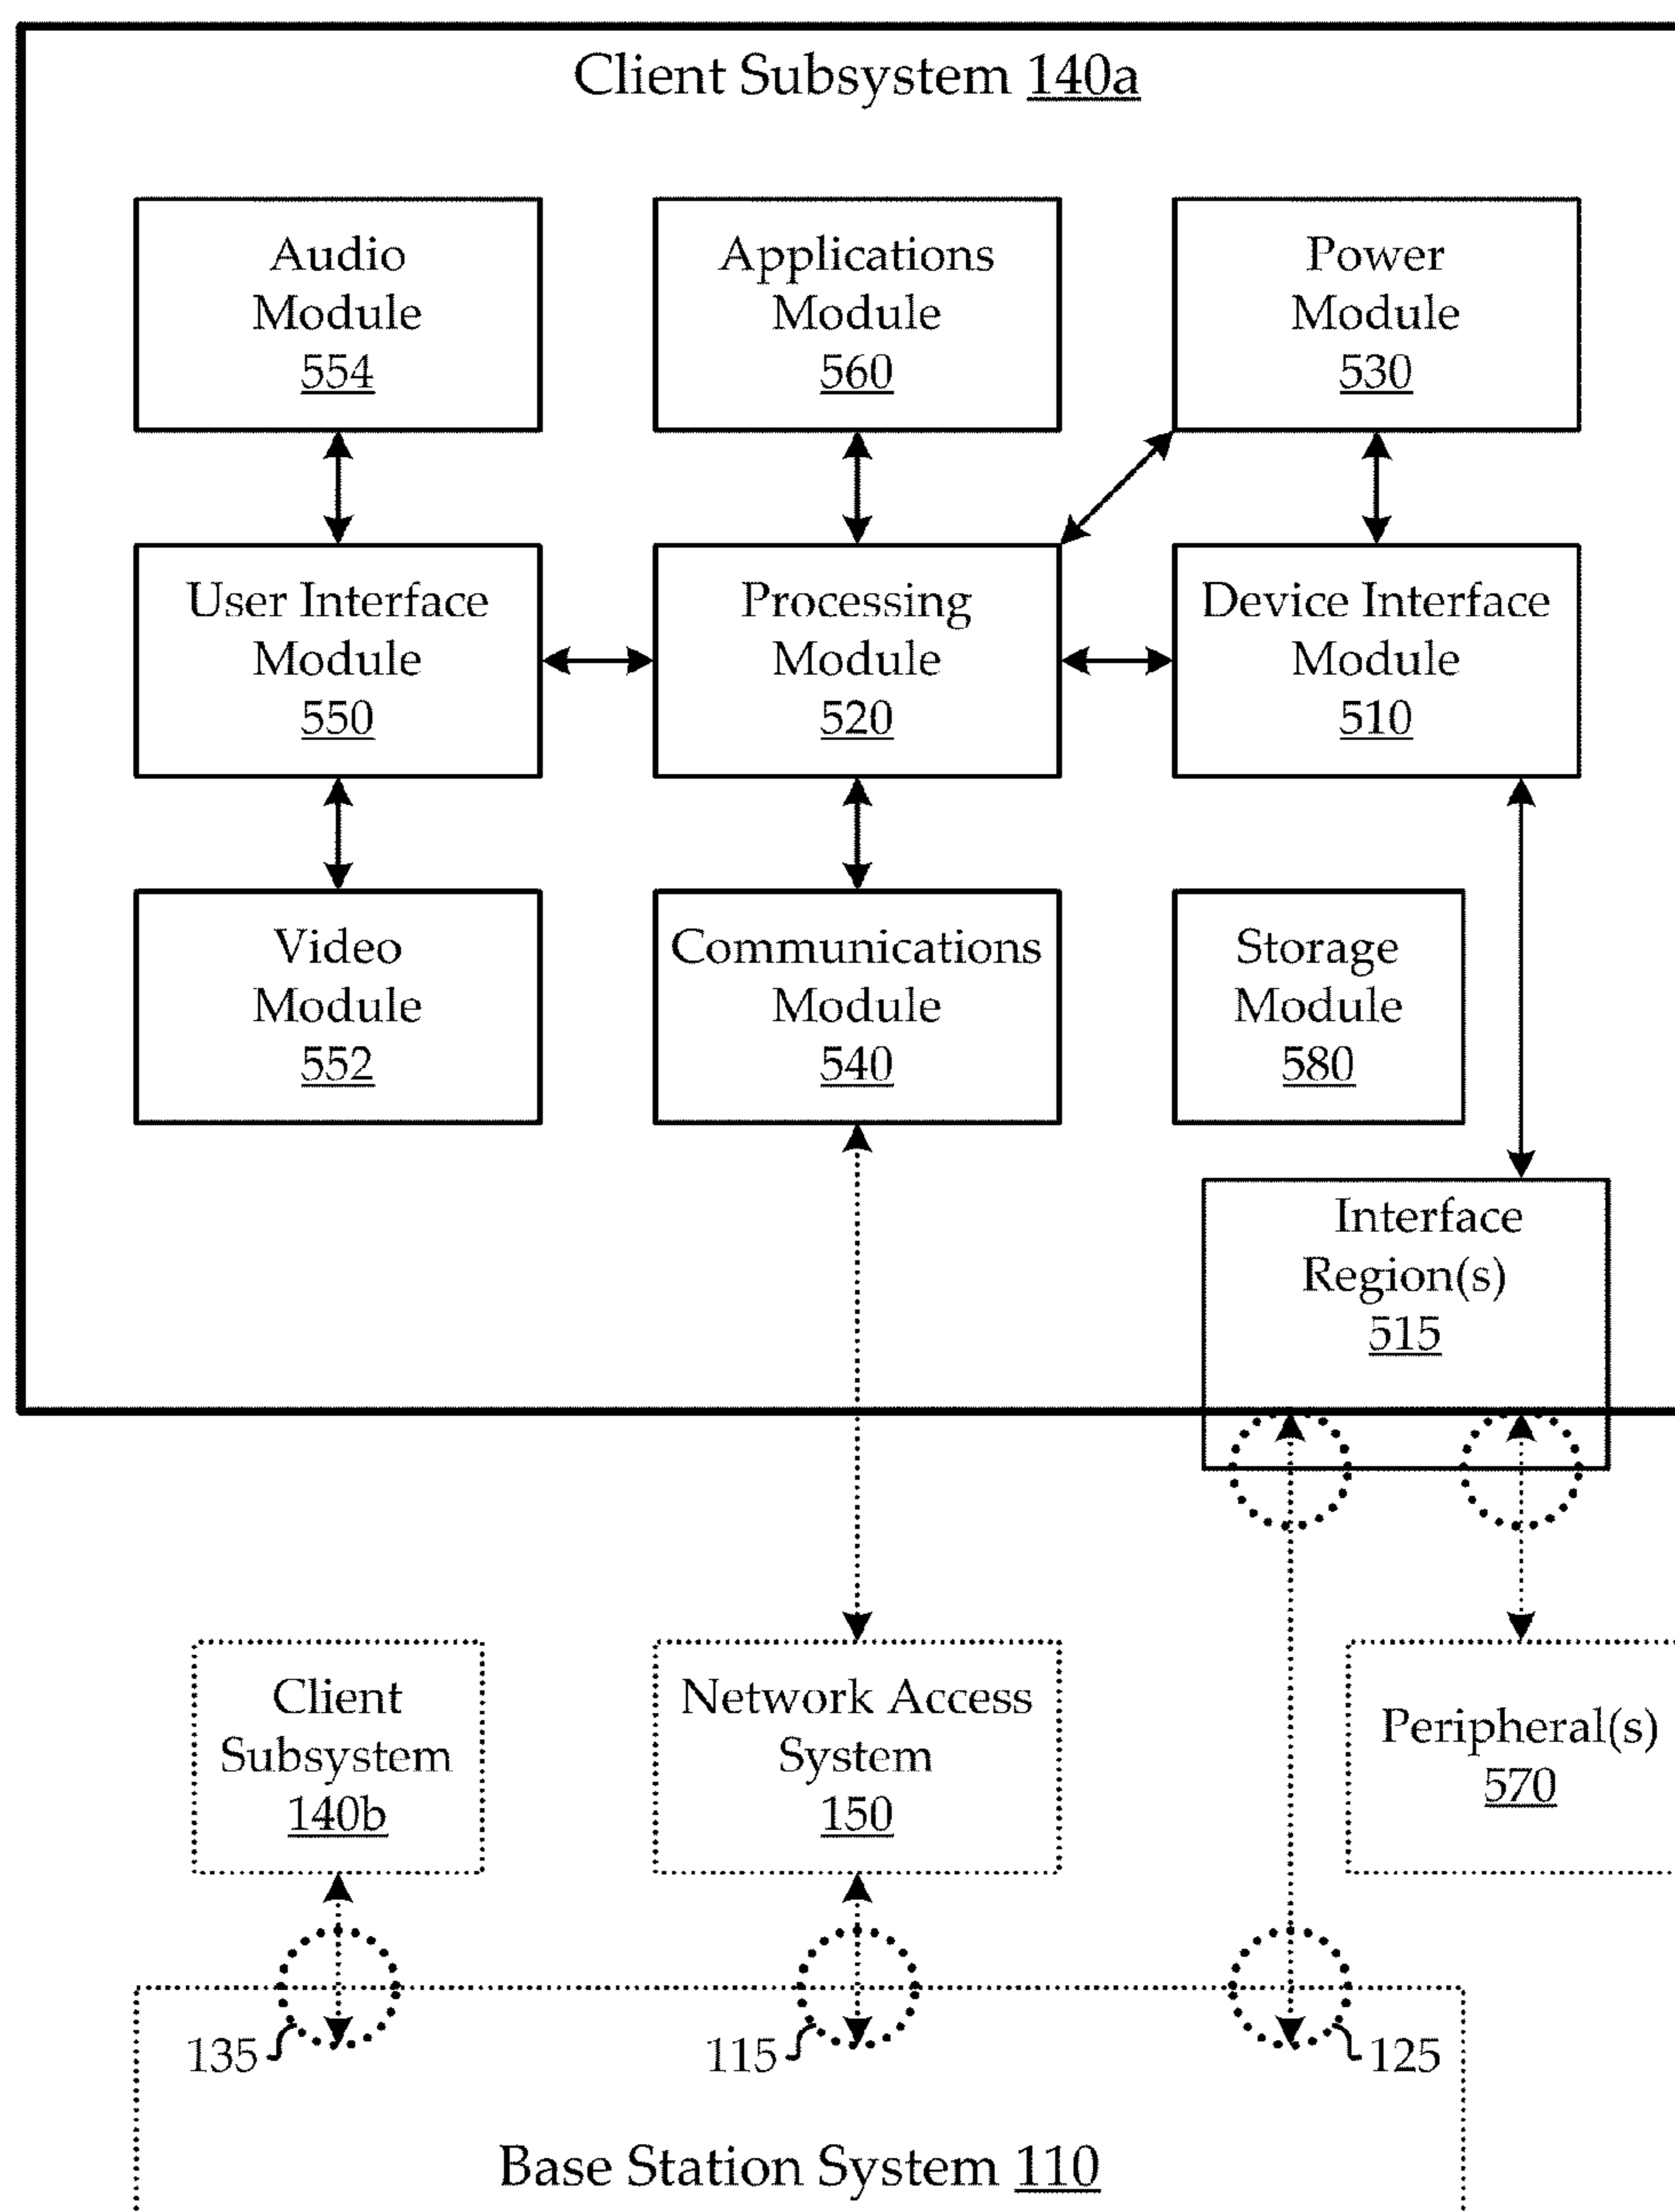 Client Subsystem 140a
Audio
Module
554
Applications
Module
560
Power
Module
530
User Interface
Module
550
Processing
Module
520
Device Interface
Module
510
Video
Module
552
Communications
Module
540
Storage
Module
580
Interface
Region(s)
515
Client
Subsystem
140b
Network Access
System
150
Peripheral(s)
570
135
115
125
Base Station System 110